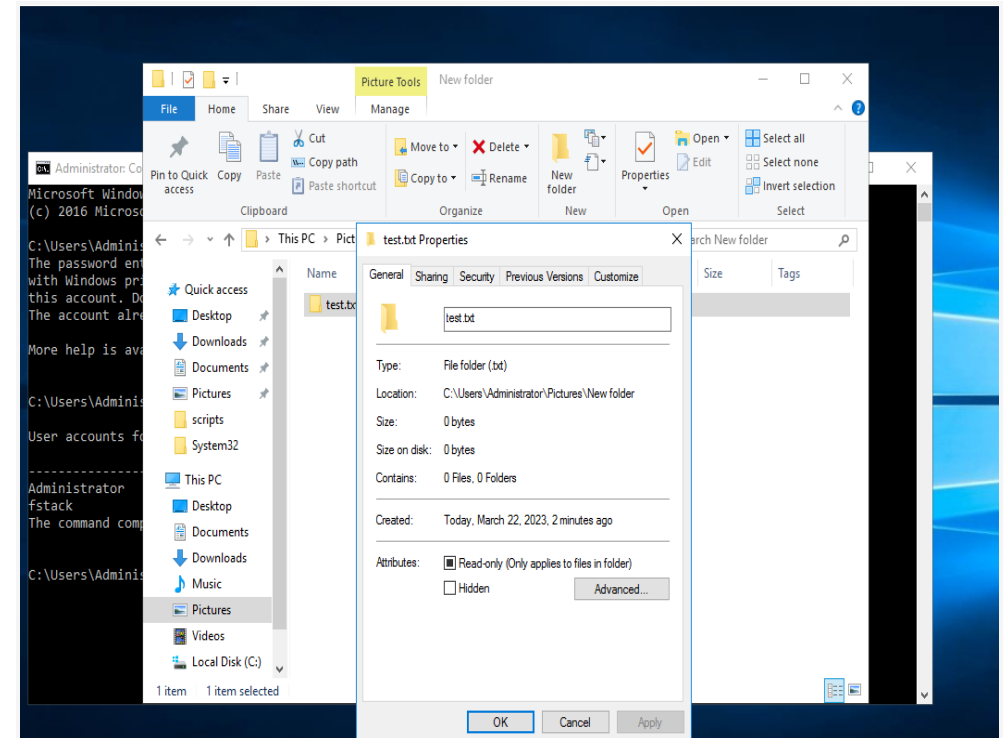 Picture Tools New folder
File Home Share View Manage
Pin to Quick access
Copy
Paste
Cut
Copy path
Paste shortcut
Clipboard
Move to
Copy to
Delete
Rename
Organize
New folder
New
Properties
Open
Edit
Open
Select all
Select none
Invert selection
Select
This PC > Pict
New folder
Name
Size
Tags
Quick access
Desktop
Downloads
Documents
Pictures
scripts
System32
This PC
Desktop
Documents
Downloads
Music
Pictures
Videos
Local Disk (C:)
1 item 1 item selected
test.txt Properties
General Sharing Security Previous Versions Customize
test.txt
Type: File folder (.txt)
Location: C:\Users\Administrator\Pictures\New folder
Size: 0 bytes
Size on disk: 0 bytes
Contains: 0 Files, 0 Folders
Created: Today, March 22, 2023, 2 minutes ago
Attributes: Read-only (Only applies to files in folder)
Hidden
Advanced...
OK Cancel Apply
Administrator: Co
Microsoft Window
(c) 2016 Microso
C:\Users\Adminis
The password ent
with Windows pri
this account. Do
The account alre
More help is ava
C:\Users\Adminis
User accounts fo
-----------------
Administrator
fstack
The command comp
C:\Users\Adminis